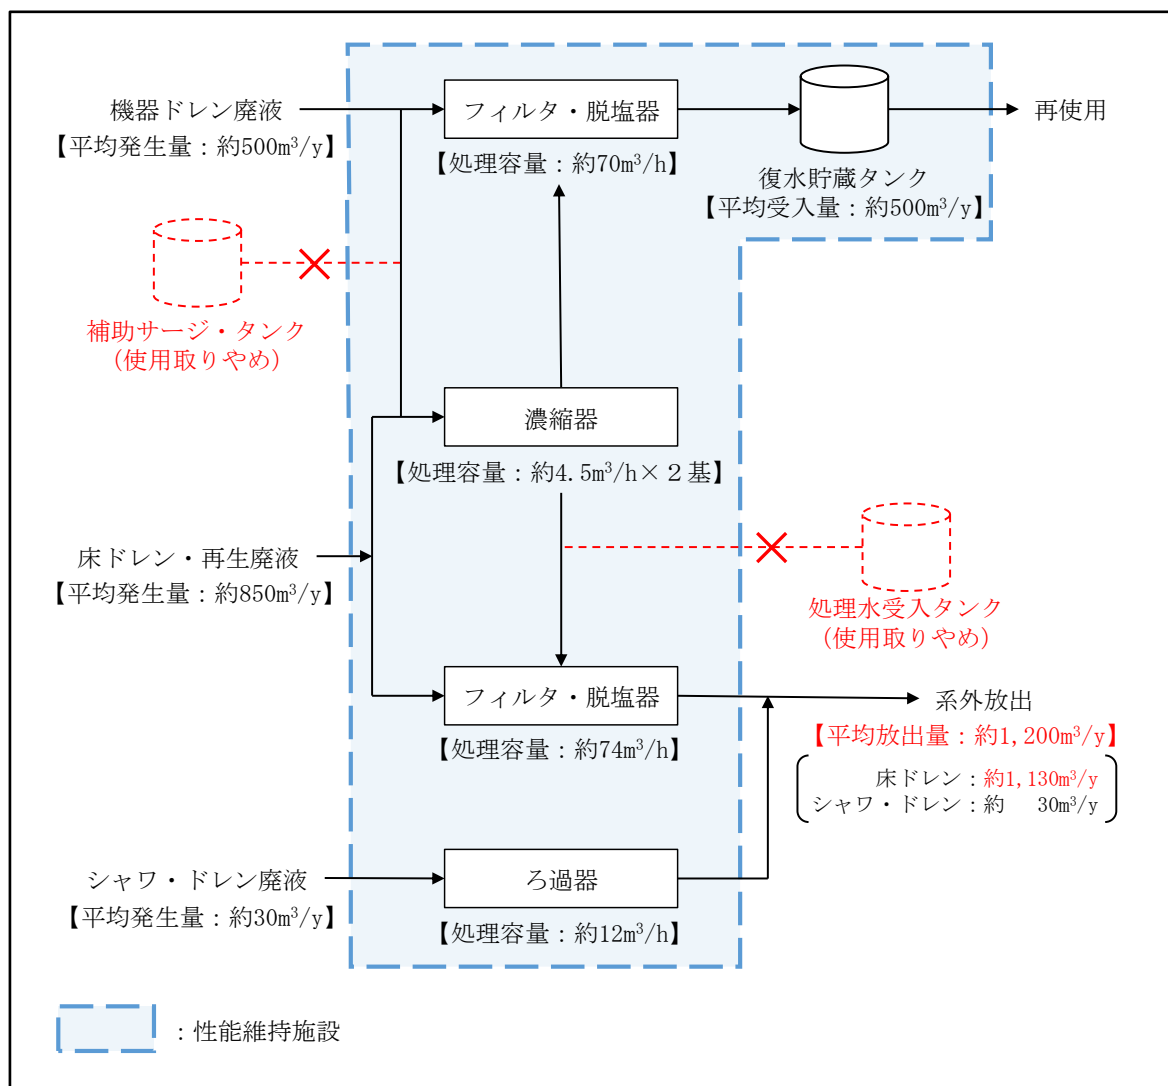 機器ドレン廃液
【平均発生量：約500m³/y】
フィルタ・脱塩器
【処理容量：約70m³/h】
復水貯蔵タンク
【平均受入量：約500m³/y】
再使用
補助サージ・タンク
(使用取りやめ)
濃縮器
【処理容量：約4.5m³/h×２基】
床ドレン・再生廃液
【平均発生量：約850m³/y】
処理水受入タンク
(使用取りやめ)
フィルタ・脱塩器
【処理容量：約74m³/h】
系外放出
【平均放出量：約1,200m³/y】
床ドレン：約1,130m³/y
シャワ・ドレン：約　30m³/y
シャワ・ドレン廃液
【平均発生量：約30m³/y】
ろ過器
【処理容量：約12m³/h】
：性能維持施設